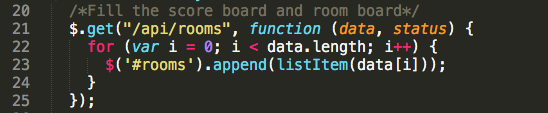 20 /*Fill the score board and room board*/
21 $.get("/api/rooms", function (data, status) {
22 for (var i = 0; i < data.length; i++) {
23 $('#rooms').append(listItem(data[i]));
24 }
25 });